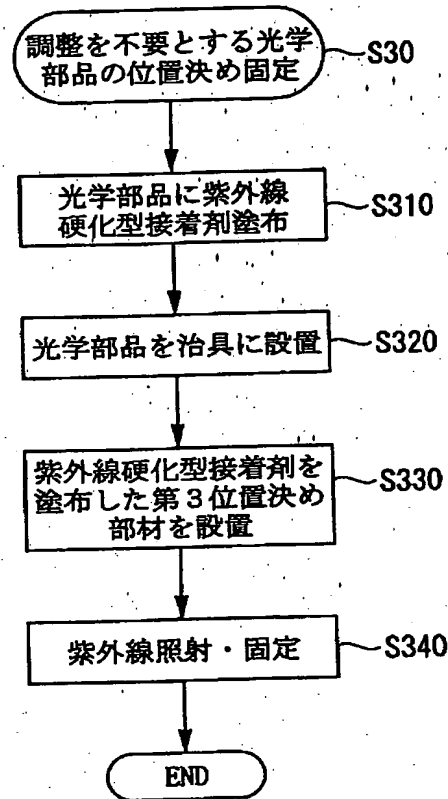 調整を不要とする光学
部品の位置決め固定
S30
光学部品に紫外線
硬化型接着剤塗布
S310
光学部品を治具に設置
S320
紫外線硬化型接着剤を
塗布した第3位置決め
部材を設置
S330
紫外線照射・固定
S340
END